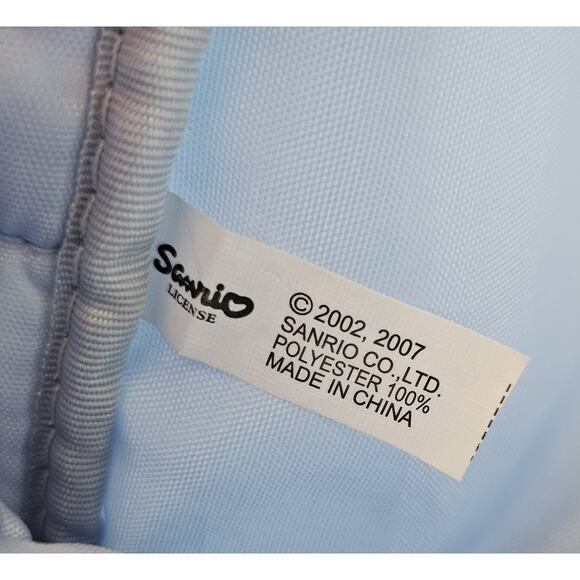 Sanrio
LICENSE
© 2002, 2007
SANRIO CO.,LTD.
POLYESTER 100%
MADE IN CHINA